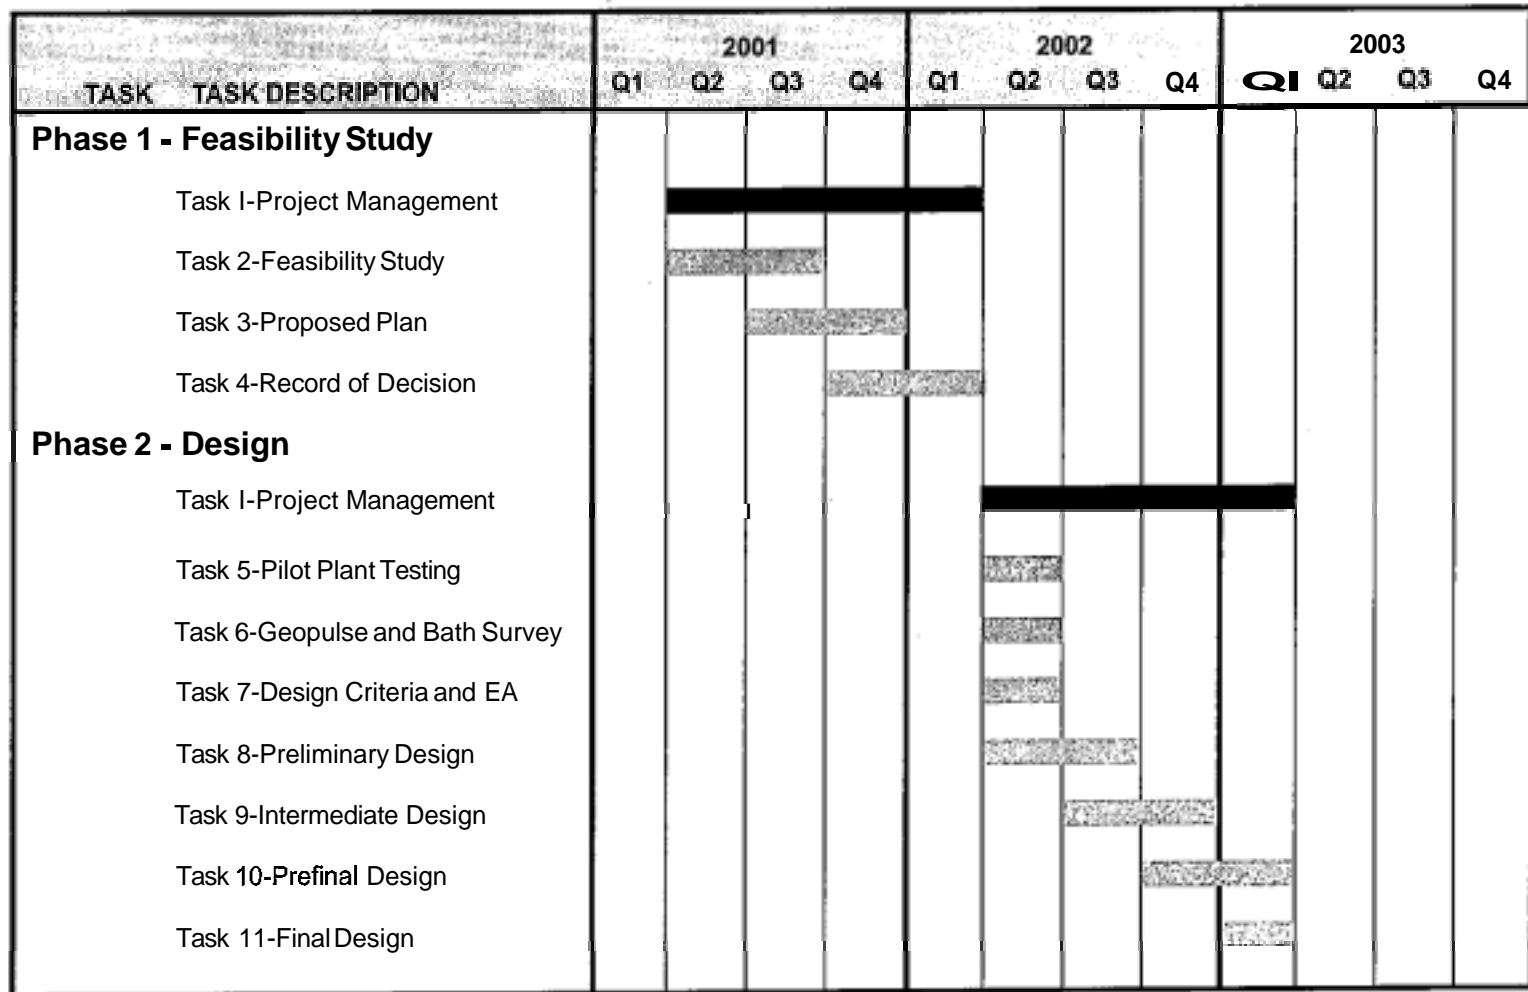 2001 2002 2003
TASK TASK DESCRIPTION Q1 Q2 Q3 Q4 Q1 Q2 Q3 Q4 QI Q2 Q3 Q4
Phase 1 - Feasibility Study
Task I-Project Management
Task 2-Feasibility Study
Task 3-Proposed Plan
Task 4-Record of Decision
Phase 2 - Design
Task I-Project Management
Task 5-Pilot Plant Testing
Task 6-Geopulse and Bath Survey
Task 7-Design Criteria and EA
Task 8-Preliminary Design
Task 9-Intermediate Design
Task 10-Prefinal Design
Task 11-Final Design